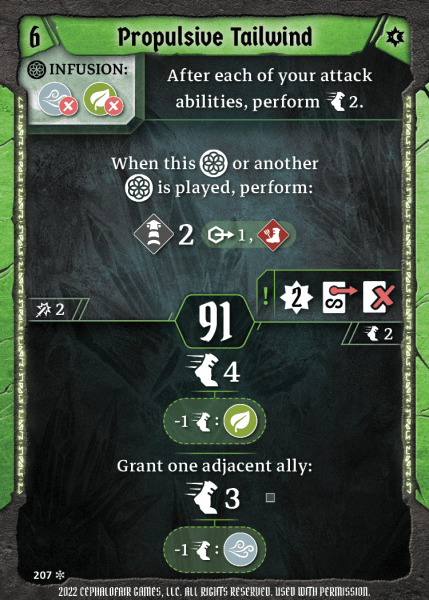 6 Propulsive Tailwind
INFUSION:
After each of your attack
abilities, perform 2.
When this or another
is played, perform:
2 1,
! 2
2 91
2
4
-1 :
Grant one adjacent ally:
3
-1 :
207
2022 CEPHALOFAIR GAMES, LLC. ALL RIGHTS RESERVED. USED WITH PERMISSION.